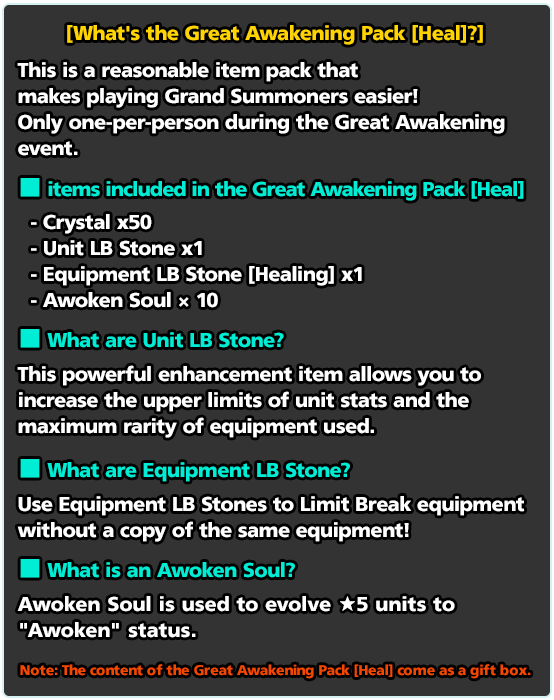 [What's the Great Awakening Pack [Heal]?]
This is a reasonable item pack that
makes playing Grand Summoners easier!
Only one-per-person during the Great Awakening
event.
■ items included in the Great Awakening Pack [Heal]
- Crystal x50
- Unit LB Stone x1
- Equipment LB Stone [Healing] x1
- Awoken Soul × 10
■ What are Unit LB Stone?
This powerful enhancement item allows you to
increase the upper limits of unit stats and the
maximum rarity of equipment used.
■ What are Equipment LB Stone?
Use Equipment LB Stones to Limit Break equipment
without a copy of the same equipment!
■ What is an Awoken Soul?
Awoken Soul is used to evolve ★5 units to
"Awoken" status.
Note: The content of the Great Awakening Pack [Heal] come as a gift box.